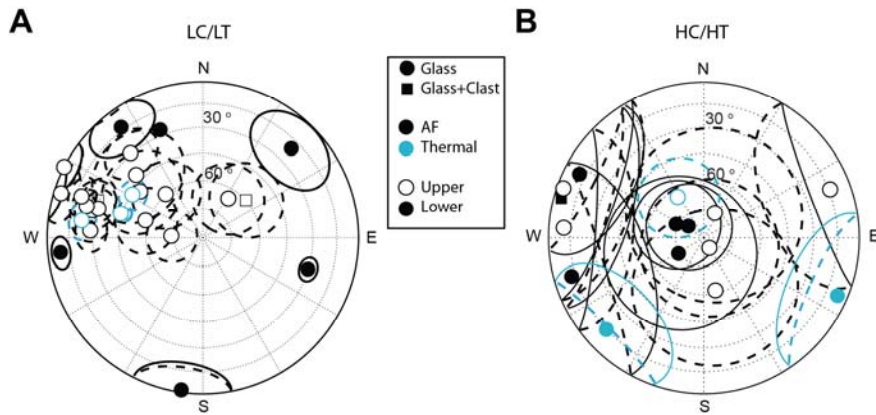 A
LC/LT
N
30 °
60 °
W
E
S
Glass
Glass+Clast
AF
Thermal
Upper
Lower
B
HC/HT
N
30 °
60 °
W
E
S